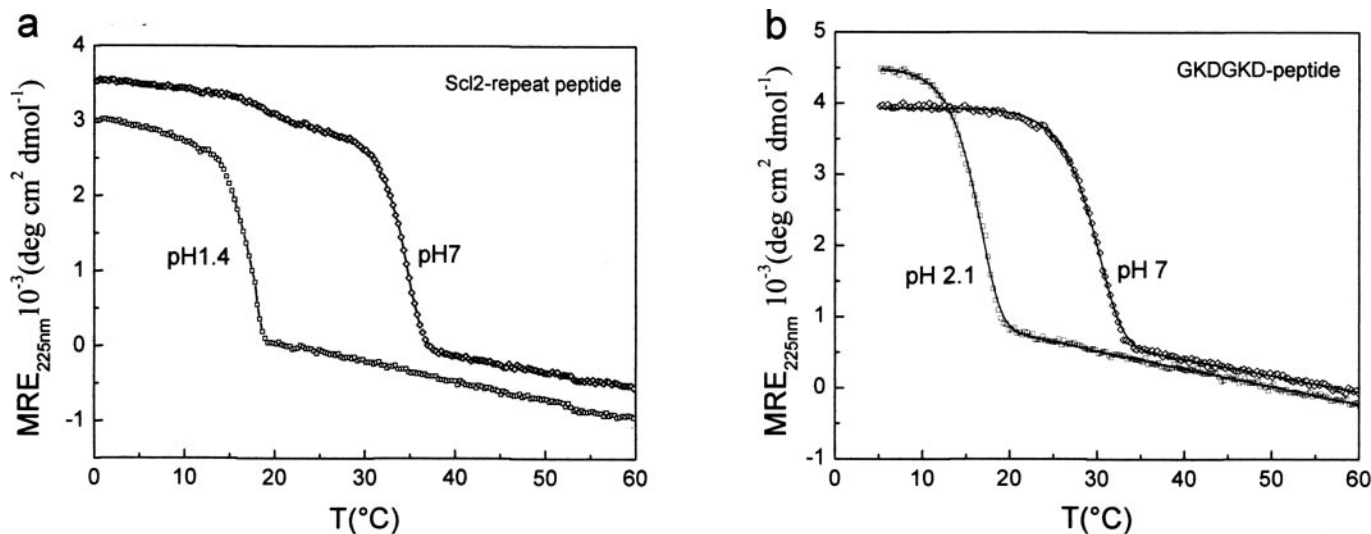 a
4
3
2
1
0
-1
MRE225nm 10-3(deg cm2 dmol-1)
Scl2-repeat peptide
pH1.4
pH7
0 10 20 30 40 50 60
T(°C)
b
5
4
3
2
1
0
-1
MRE225nm 10-3(deg cm2 dmol-1)
GKDGKD-peptide
pH 2.1
pH 7
0 10 20 30 40 50 60
T(°C)